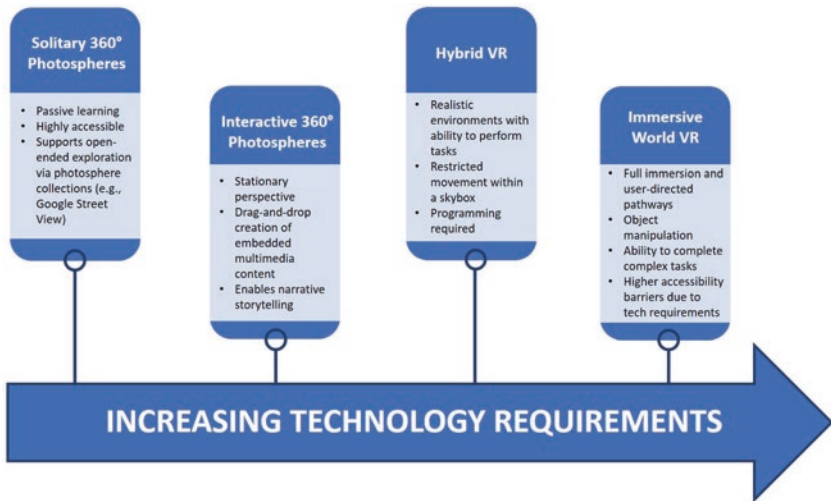 Solitary 360°
Photospheres
• Passive learning
• Highly accessible
• Supports open-
ended exploration
via photosphere
collections (e.g.,
Google Street
View)
Interactive 360°
Photospheres
• Stationary
perspective
• Drag-and-drop
creation of
embedded
multimedia
content
• Enables narrative
storytelling
Hybrid VR
• Realistic
environments with
ability to perform
tasks
• Restricted
movement within
a skybox
• Programming
required
Immersive
World VR
• Full immersion and
user-directed
pathways
• Object
manipulation
• Ability to complete
complex tasks
• Higher accessibility
barriers due to
tech requirements
INCREASING TECHNOLOGY REQUIREMENTS